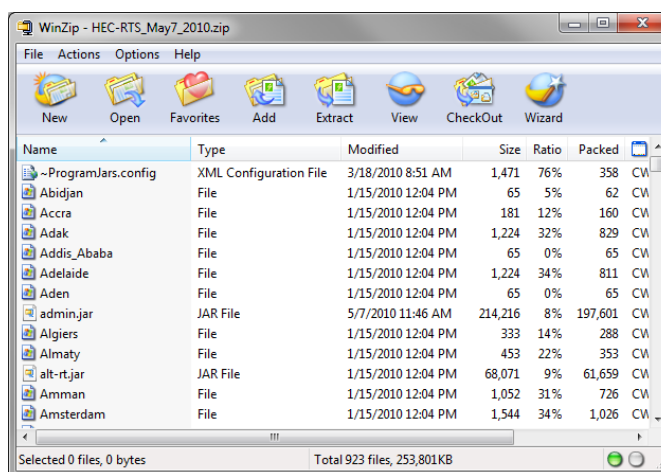 WinZip - HEC-RTS_May7_2010.zip
File Actions Options Help
New Open Favorites Add Extract View CheckOut Wizard
Name Type Modified Size Ratio Packed
~ProgramJars.config XML Configuration File 3/18/2010 8:51 AM 1,471 76% 358 CW
Abidjan File 1/15/2010 12:04 PM 65 5% 62 CW
Accra File 1/15/2010 12:04 PM 181 12% 160 CW
Adak File 1/15/2010 12:04 PM 1,224 32% 829 CW
Addis_Ababa File 1/15/2010 12:04 PM 65 0% 65 CW
Adelaide File 1/15/2010 12:04 PM 1,224 34% 811 CW
Aden File 1/15/2010 12:04 PM 65 0% 65 CW
admin.jar JAR File 5/7/2010 11:46 AM 214,216 8% 197,601 CW
Algiers File 1/15/2010 12:04 PM 333 14% 288 CW
Almaty File 1/15/2010 12:04 PM 453 22% 353 CW
alt-rt.jar JAR File 1/15/2010 12:04 PM 68,071 9% 61,659 CW
Amman File 1/15/2010 12:04 PM 1,052 31% 726 CW
Amsterdam File 1/15/2010 12:04 PM 1,544 34% 1,026 CW
Selected 0 files, 0 bytes Total 923 files, 253,801KB